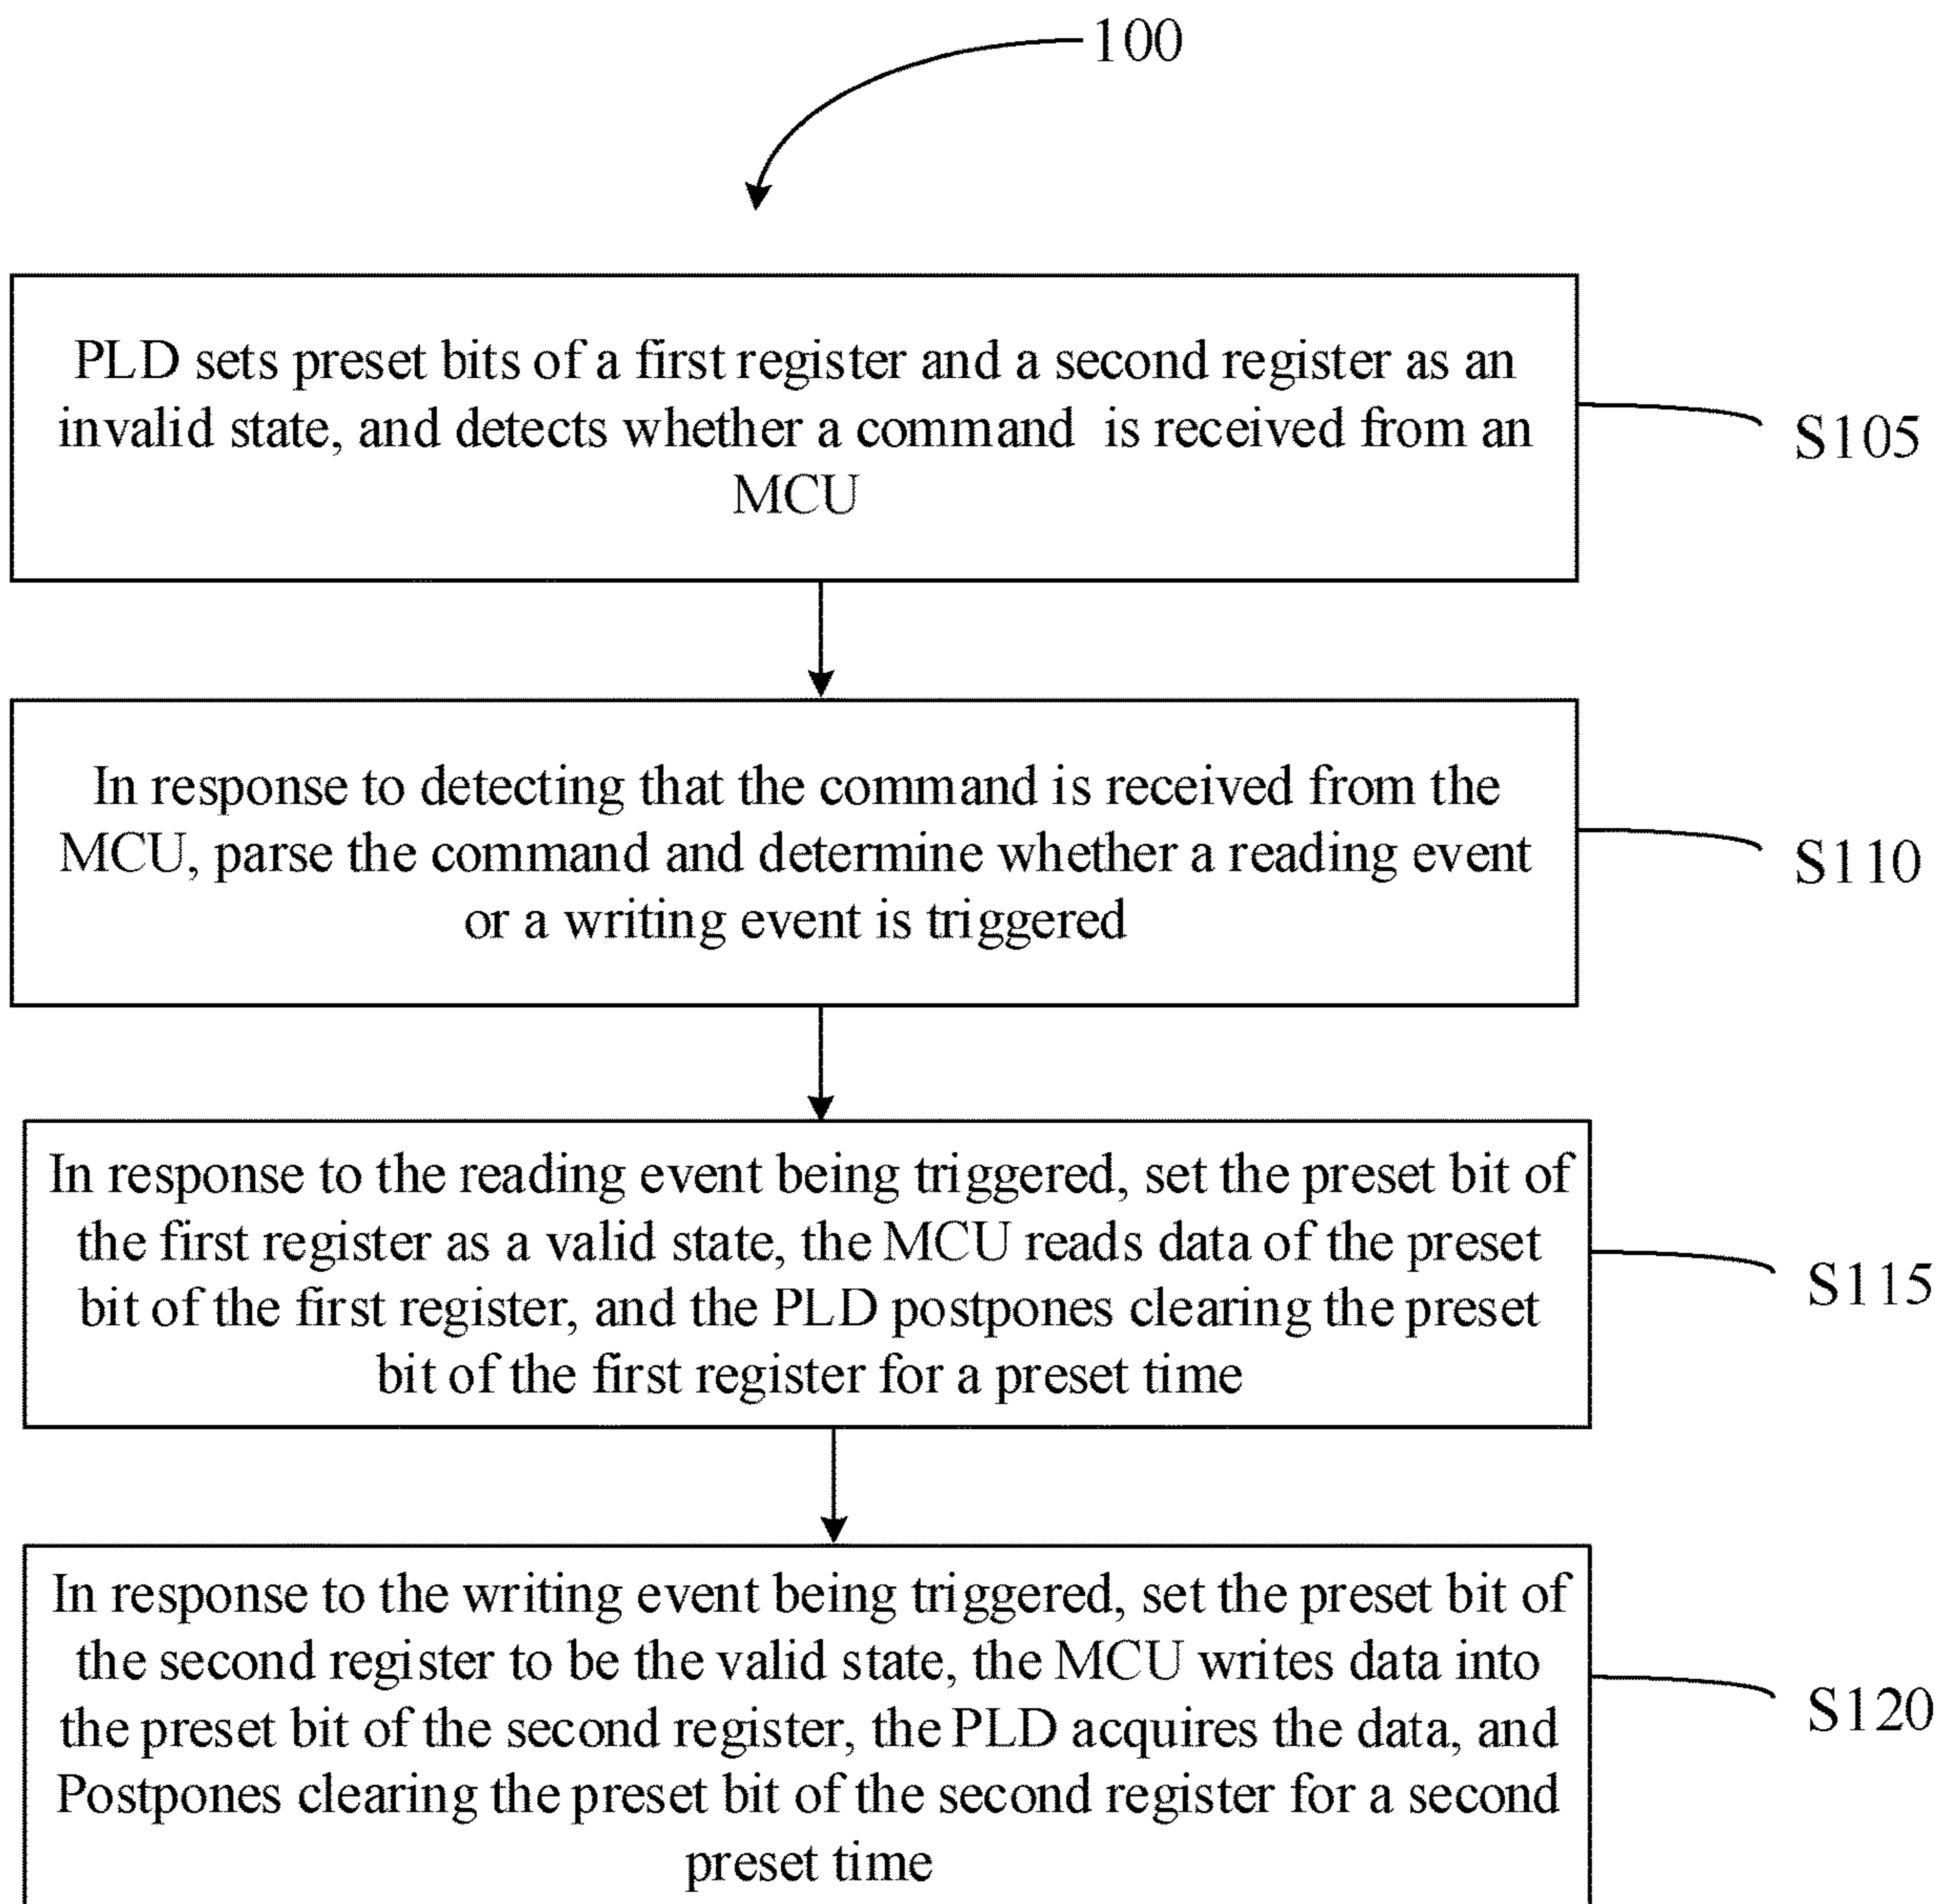 100
PLD sets preset bits of a first register and a second register as an
invalid state, and detects whether a command is received from an
MCU
S105
In response to detecting that the command is received from the
MCU, parse the command and determine whether a reading event
or a writing event is triggered
S110
In response to the reading event being triggered, set the preset bit of
the first register as a valid state, the MCU reads data of the preset
bit of the first register, and the PLD postpones clearing the preset
bit of the first register for a preset time
S115
In response to the writing event being triggered, set the preset bit of
the second register to be the valid state, the MCU writes data into
the preset bit of the second register, the PLD acquires the data, and
Postpones clearing the preset bit of the second register for a second
preset time
S120